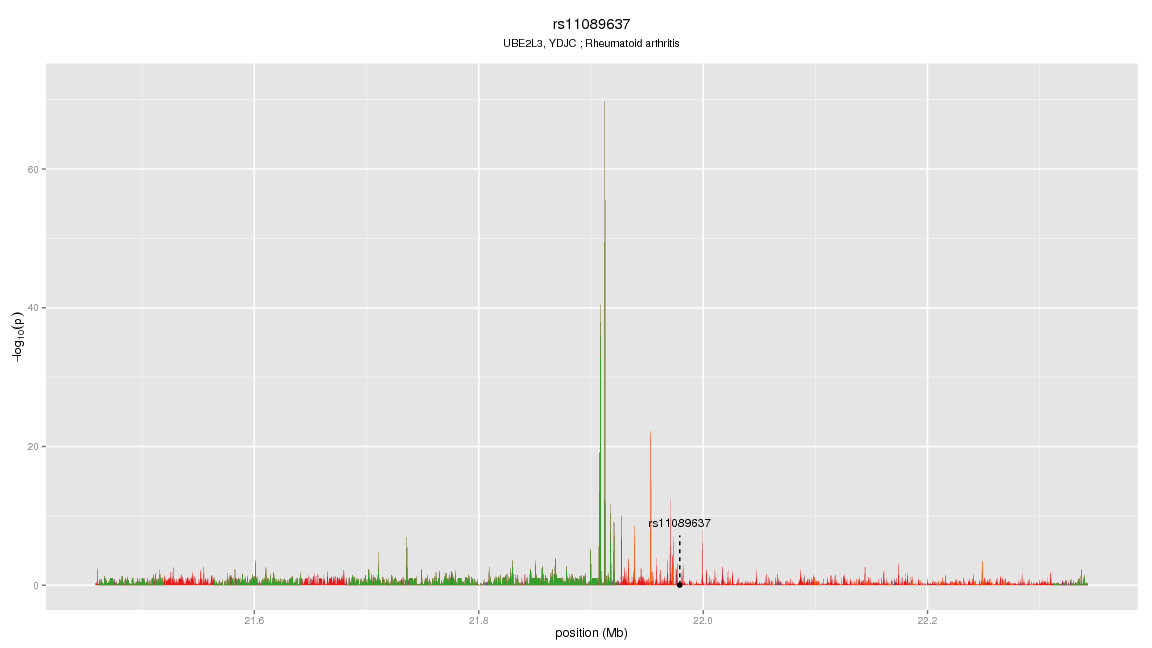 rs11089637
UBE2L3, YDJC ; Rheumatoid arthritis
60
40
20
0
−log10(p)
rs11089637
21.6
21.8
22.0
22.2
position (Mb)